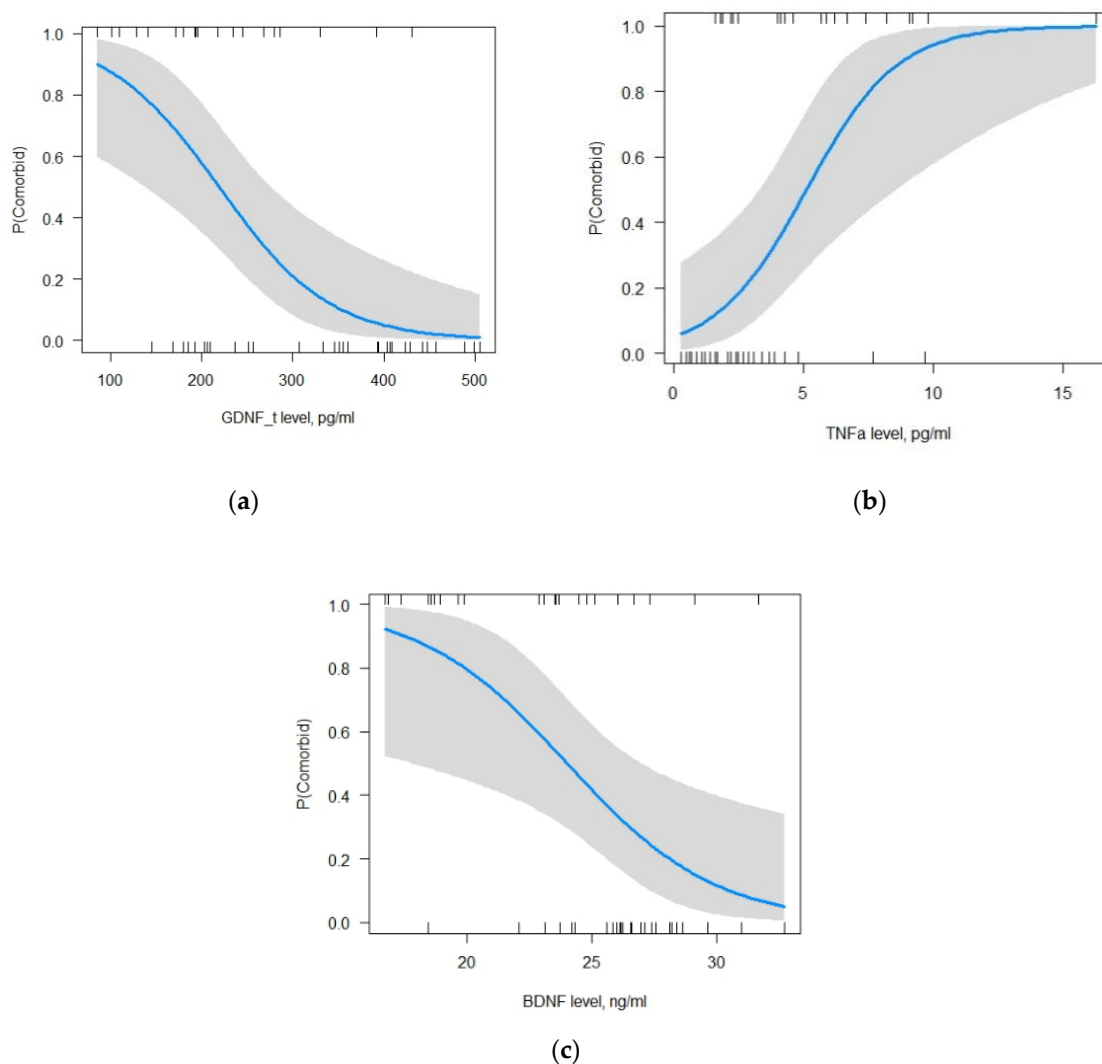 1.0
0.8
0.6
0.4
0.2
0.0
P(Comorbid)
100 200 300 400 500
GDNF_t level, pg/ml
(a)
1.0
0.8
0.6
0.4
0.2
0.0
P(Comorbid)
0 5 10 15
TNFa level, pg/ml
(b)
1.0
0.8
0.6
0.4
0.2
0.0
P(Comorbid)
20 25 30
BDNF level, ng/ml
(c)